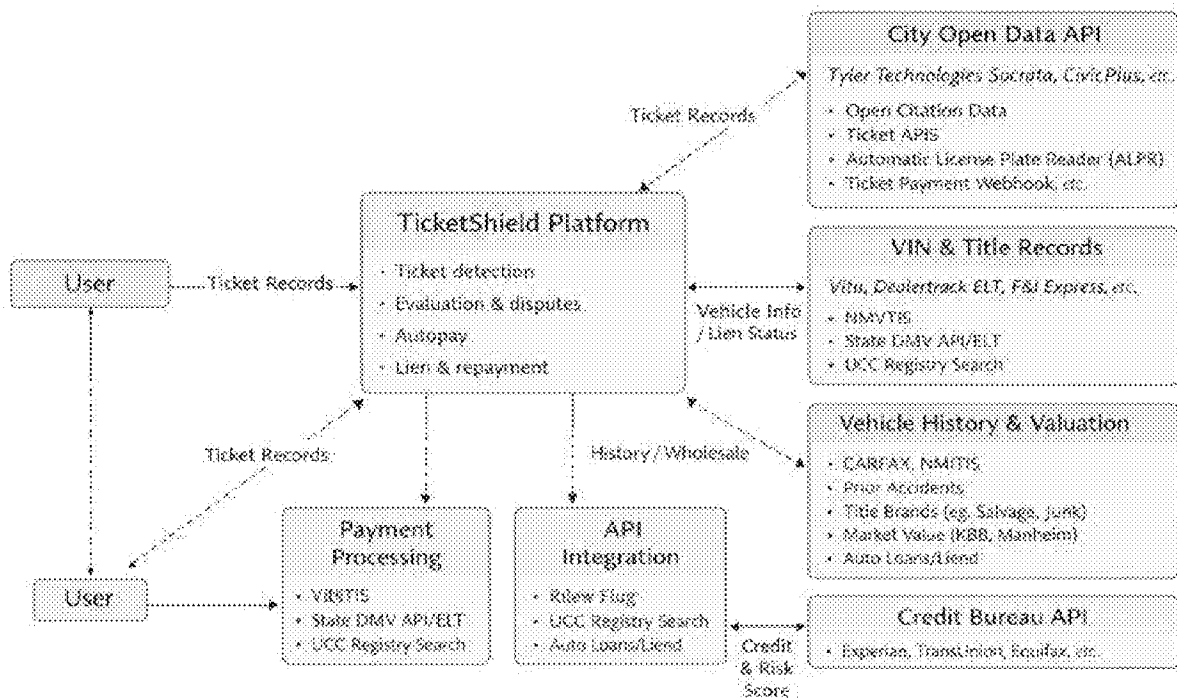 City Open Data API
Tyler Technologies Socrata, CivicPlus, etc.
• Open Citation Data
• Ticket APIS
• Automatic License Plate Reader (ALPR)
• Ticket Payment Webhook, etc.
Ticket Records
TicketShield Platform
• Ticket detection
• Evaluation & disputes
• Autopay
• Lien & repayment
User
Ticket Records
VIN & Title Records
Vitu, Dealertrack ELT, F&I Express, etc.
• NMVTIS
• State DMV API/ELT
• UCC Registry Search
Vehicle Info
/ Lien Status
Vehicle History & Valuation
• CARFAX, NMITIS
• Prior Accidents
• Title Brands (eg. Salvage, Junk)
• Market Value (KBB, Manheim)
• Auto Loans/Liend
Ticket Records
History / Wholesale
User
Payment
Processing
• State DMV API/ELT
• UCC Registry Search
API
Integration
• UCC Registry Search
• Auto Loans/Liend
Credit
& Risk
Score
Credit Bureau API
• Experian, TransUnion, Equifax, etc.